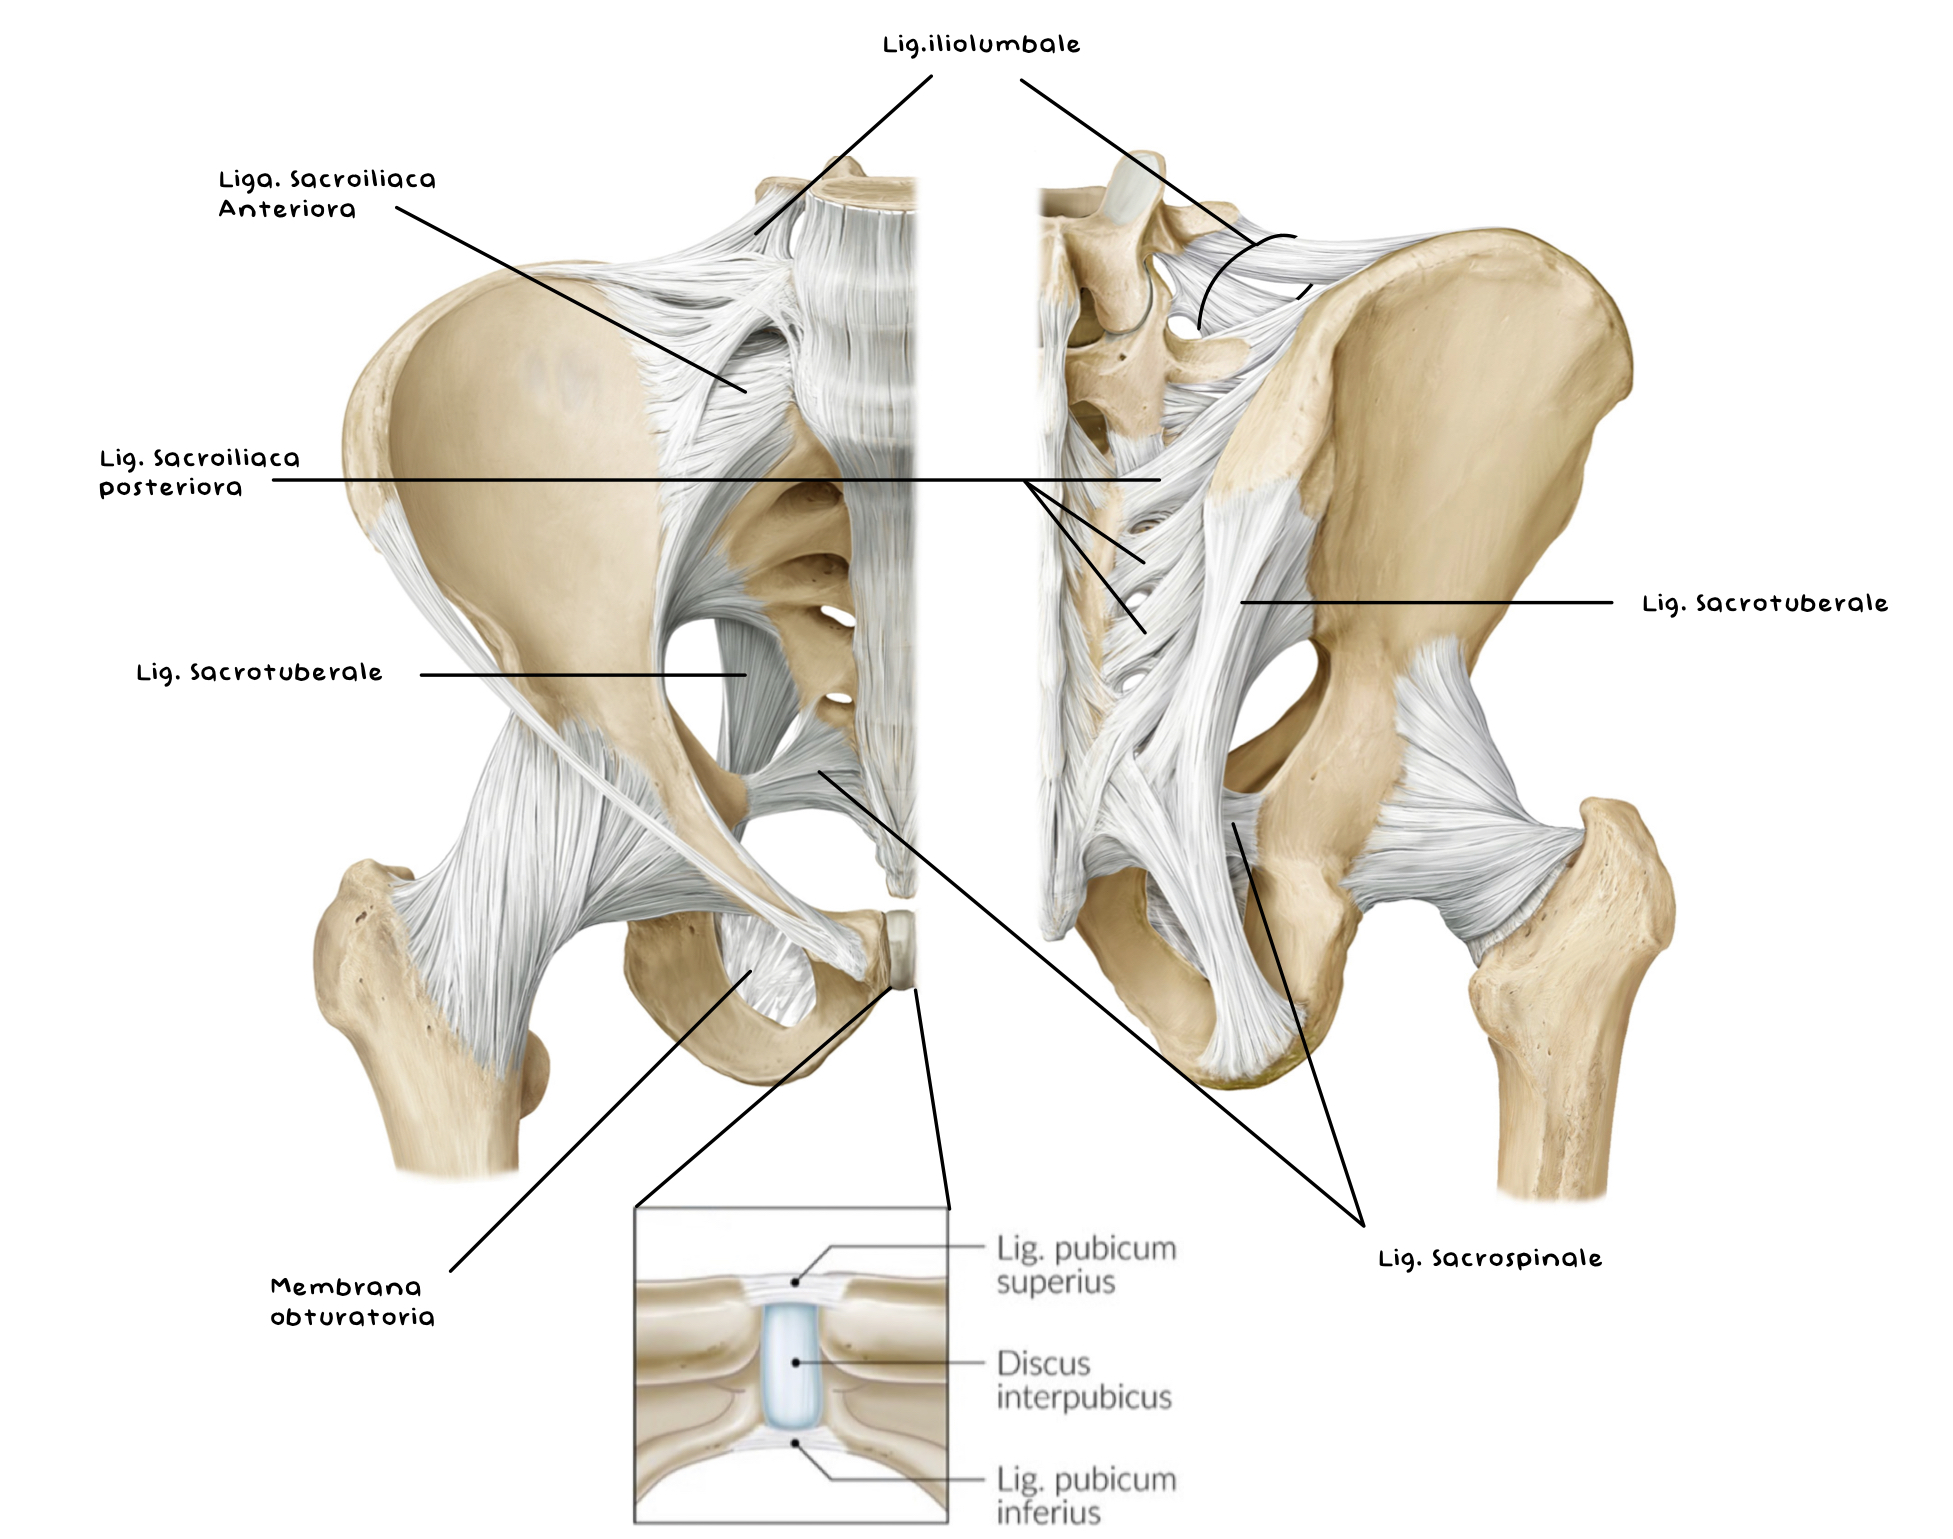 Lig.iliolumbale
Liga. Sacroiliaca
Anteriora
Lig. Sacroiliaca
posteriora
Lig. Sacrotuberale
Lig. Sacrotuberale
Membrana
obturatoria
Lig. Sacrospinale
Lig. pubicum
superius
Discus
interpubicus
Lig. pubicum
inferius